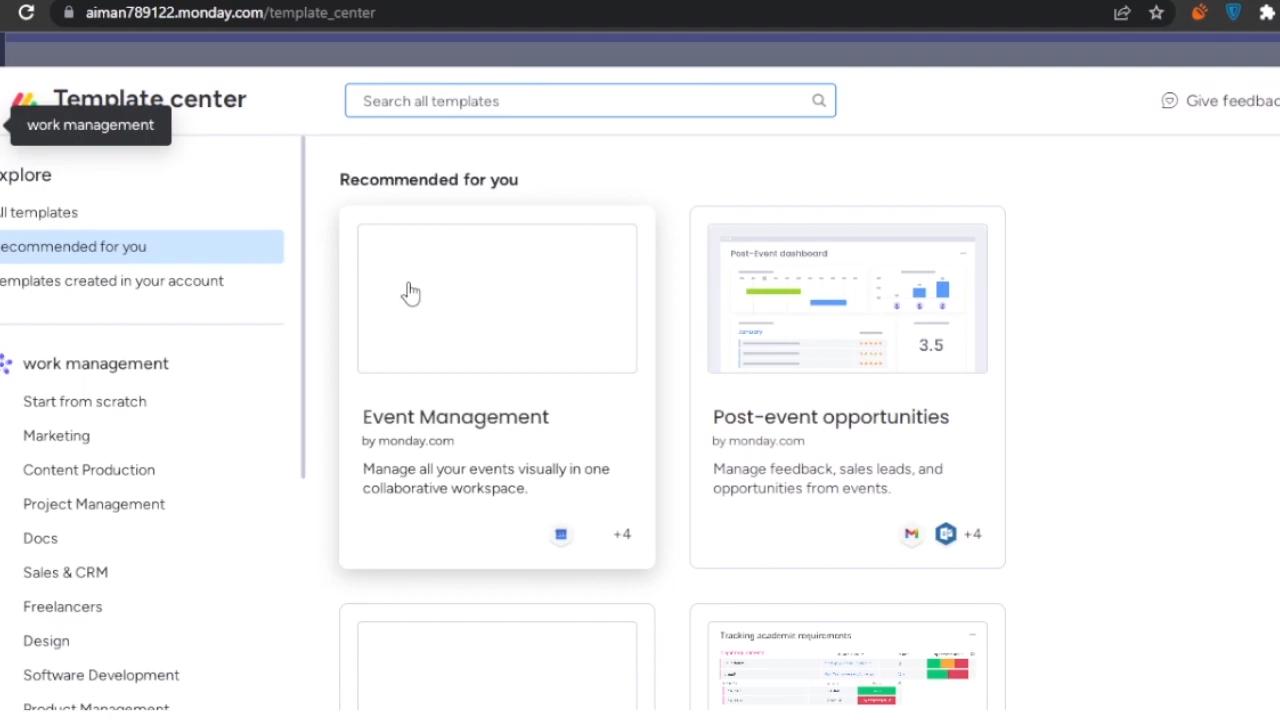 aiman789122.monday.com/template_center
Template center
Search all templates
Give feedbac
work management
xplore
ll templates
ecommended for you
emplates created in your account
work management
Start from scratch
Marketing
Content Production
Project Management
Docs
Sales & CRM
Freelancers
Design
Software Development
Product Management
Recommended for you
Event Management
by monday.com
Manage all your events visually in one
collaborative workspace.
+4
Post-Event dashboard
January
3.5
Post-event opportunities
by monday.com
Manage feedback, sales leads, and
opportunities from events.
+4
Tracking academic requirements